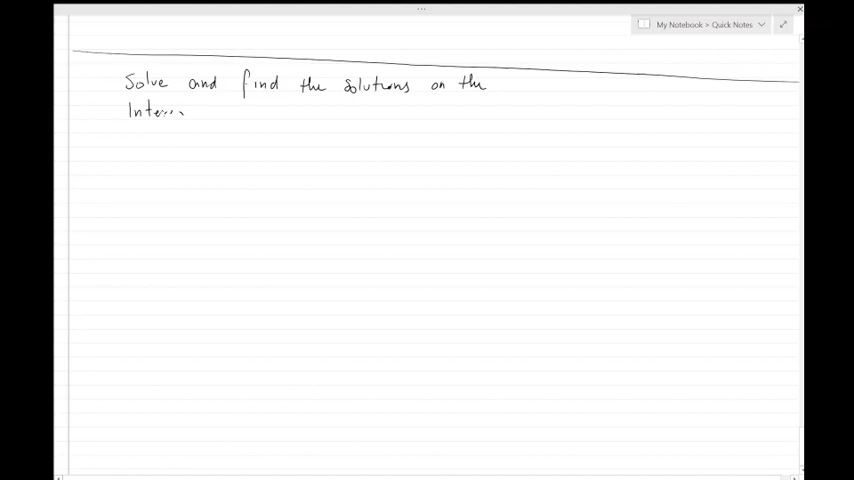 My Notebook > Quick Notes
Solve and find the solutions on the